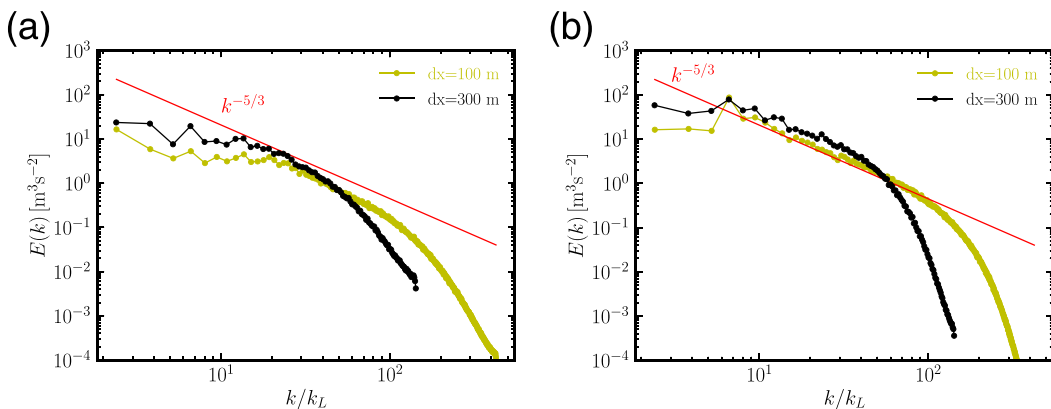 (a)
10³
10²
10¹
10⁰
10⁻¹
10⁻²
10⁻³
10⁻⁴
E(k) [m³s⁻²]
k⁻⁵/³
dx=100 m
dx=300 m
10¹
10²
k/k_L
(b)
10³
10²
10¹
10⁰
10⁻¹
10⁻²
10⁻³
10⁻⁴
E(k) [m³s⁻²]
k⁻⁵/³
dx=100 m
dx=300 m
10¹
10²
k/k_L